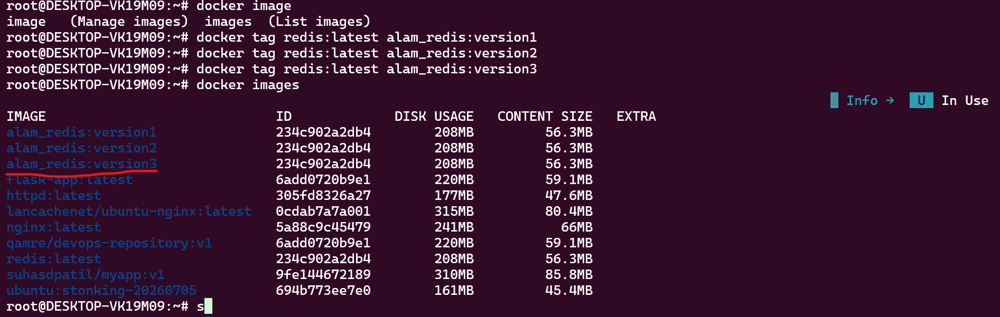 root@DESKTOP-VK19M09:~# docker image
image   (Manage images)  images  (List images)
root@DESKTOP-VK19M09:~# docker tag redis:latest alam_redis:version1
root@DESKTOP-VK19M09:~# docker tag redis:latest alam_redis:version2
root@DESKTOP-VK19M09:~# docker tag redis:latest alam_redis:version3
root@DESKTOP-VK19M09:~# docker images
i Info →   U  In Use
IMAGE                             ID             DISK USAGE   CONTENT SIZE   EXTRA
alam_redis:version1               234c902a2db4        208MB         56.3MB
alam_redis:version2               234c902a2db4        208MB         56.3MB
alam_redis:version3               234c902a2db4        208MB         56.3MB
flask-app:latest                  6add0720b9e1        220MB         59.1MB
httpd:latest                      305fd8326a27        177MB         47.6MB
lancachenet/ubuntu-nginx:latest   0cdab7a7a001        315MB         80.4MB
nginx:latest                      5a88c9c45479        241MB           66MB
qamre/devops-repository:v1        6add0720b9e1        220MB         59.1MB
redis:latest                      234c902a2db4        208MB         56.3MB
suhasdpatil/myapp:v1              9fe144672189        310MB         85.8MB
ubuntu:stonking-20260705          694b773ee7e0        161MB         45.4MB
root@DESKTOP-VK19M09:~# s